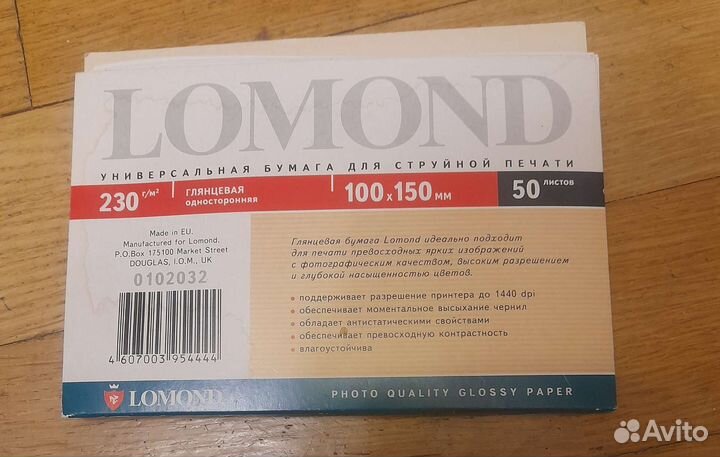 LOMOND
УНИВЕРСАЛЬНАЯ БУМАГА ДЛЯ СТРУЙНОЙ ПЕЧАТИ
230 г/м² ГЛЯНЦЕВАЯ односторонняя 100 x 150 мм 50 листов
Made in EU.
Manufactured for Lomond.
P.O.Box 175100 Market Street
DOUGLAS, I.O.M., UK
0102032
4 607003 954444
Глянцевая бумага Lomond идеально подходит
для печати превосходных ярких изображений
с фотографическим качеством, высоким разрешением
и глубокой насыщенностью цветов.
• поддерживает разрешение принтера до 1440 dpi
• обеспечивает моментальное высыхание чернил
• обладает антистатическими свойствами
• обеспечивает превосходную контрастность
• влагоустойчива
LOMOND PHOTO QUALITY GLOSSY PAPER
Avito